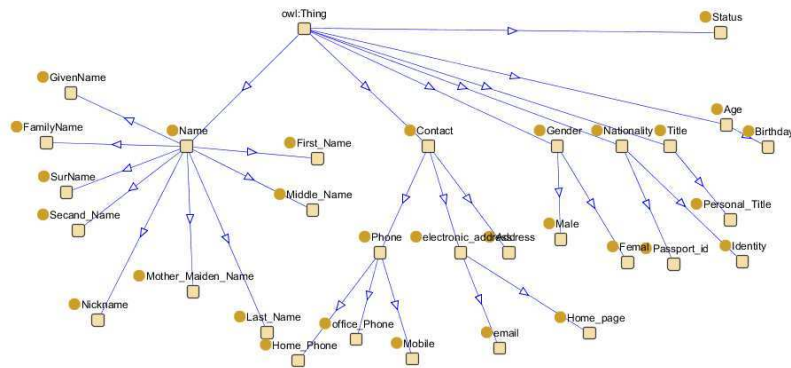 owl:Thing
Status
GivenName
Age
FamilyName
Name
First_Name
Contact
Gender
Nationality
Title
Birthday
SurName
Middle_Name
Secand_Name
Personal_Title
Male
Phone
electronic_address
Address
Femal
Passport_id
Identity
Mother_Maiden_Name
Nickname
Last_Name
office_Phone
Home_page
Home_Phone
Mobile
email